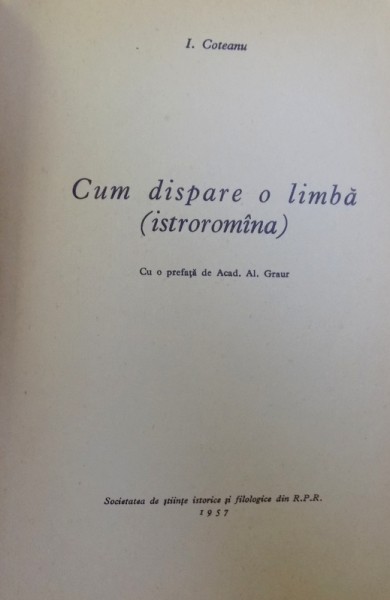 I. Coteanu
Cum dispare o limbă
(istroromîna)
Cu o prefață de Acad. Al. Graur
Societatea de științe istorice și filologice din R.P.R.
1957